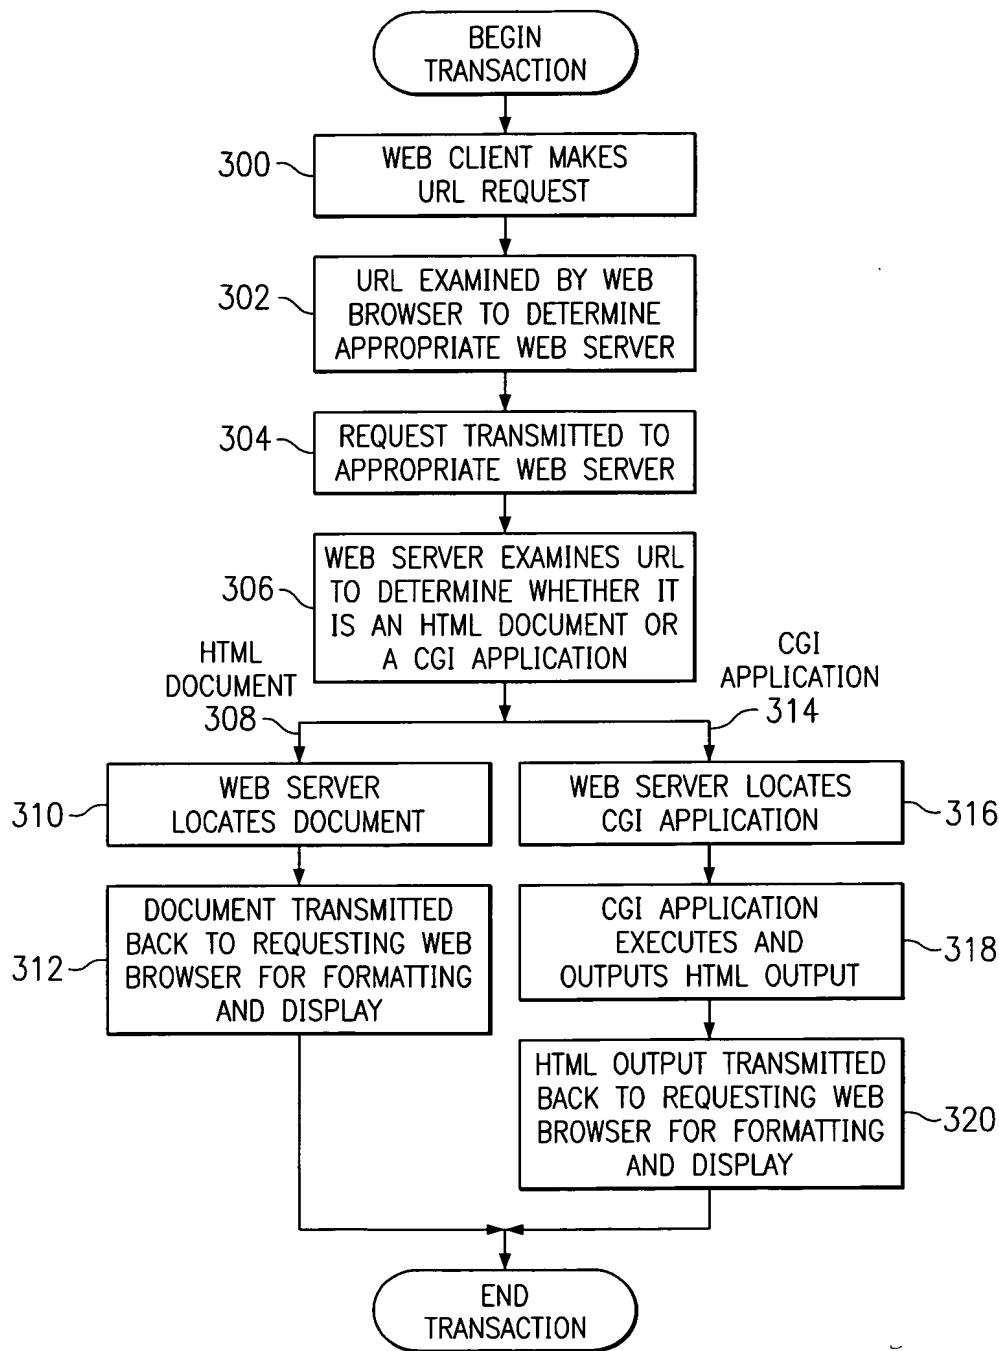 BEGIN
TRANSACTION
300
WEB CLIENT MAKES
URL REQUEST
302
URL EXAMINED BY WEB
BROWSER TO DETERMINE
APPROPRIATE WEB SERVER
304
REQUEST TRANSMITTED TO
APPROPRIATE WEB SERVER
306
WEB SERVER EXAMINES URL
TO DETERMINE WHETHER IT
IS AN HTML DOCUMENT OR
A CGI APPLICATION
HTML
DOCUMENT
308
CGI
APPLICATION
314
310
WEB SERVER
LOCATES DOCUMENT
312
DOCUMENT TRANSMITTED
BACK TO REQUESTING WEB
BROWSER FOR FORMATTING
AND DISPLAY
WEB SERVER LOCATES
CGI APPLICATION
316
CGI APPLICATION
EXECUTES AND
OUTPUTS HTML OUTPUT
318
HTML OUTPUT TRANSMITTED
BACK TO REQUESTING WEB
BROWSER FOR FORMATTING
AND DISPLAY
320
END
TRANSACTION